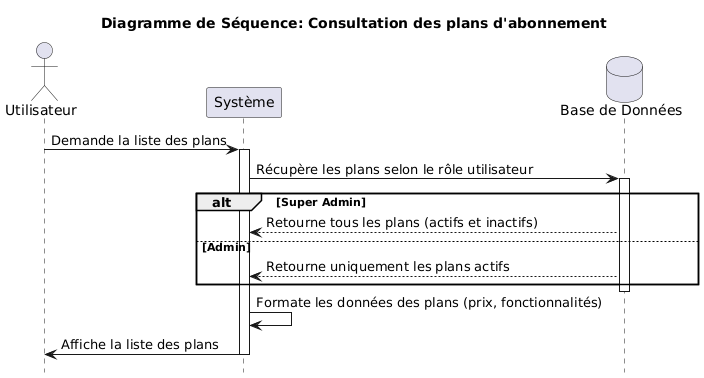 Diagramme de Séquence: Consultation des plans d'abonnement
Utilisateur
Système
Base de Données
Demande la liste des plans
Récupère les plans selon le rôle utilisateur
alt [Super Admin]
Retourne tous les plans (actifs et inactifs)
[Admin]
Retourne uniquement les plans actifs
Formate les données des plans (prix, fonctionnalités)
Affiche la liste des plans